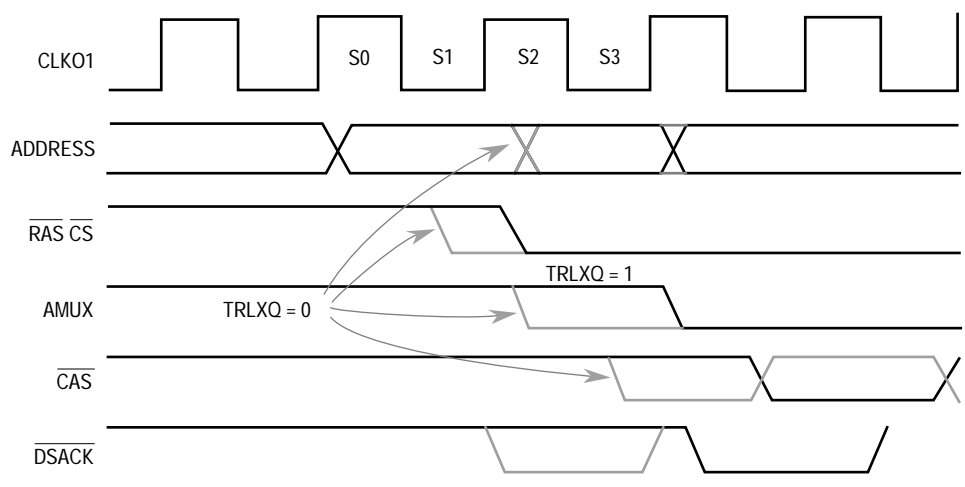 CLKO1
S0 S1 S2 S3
ADDRESS
RAS CS
TRLXQ = 1
AMUX
TRLXQ = 0
CAS
DSACK